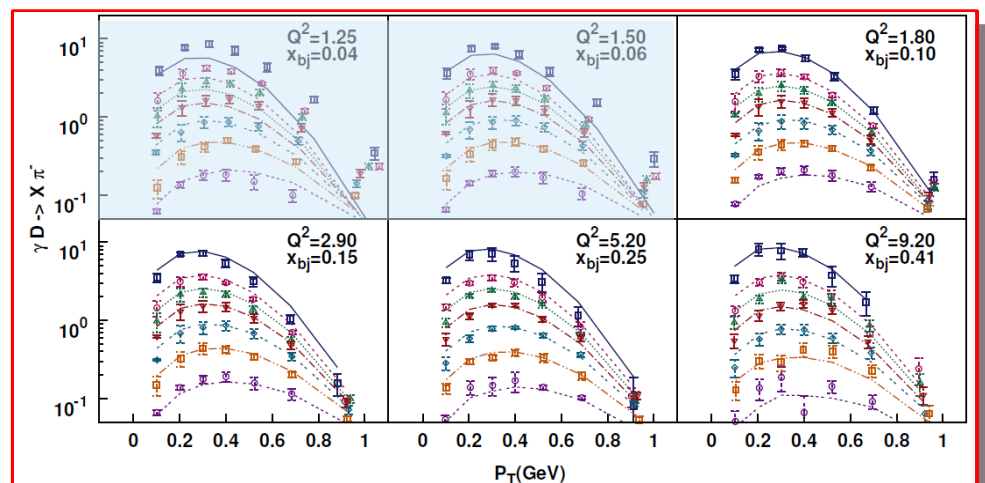 Q²=1.25
x_bj=0.04
Q²=1.50
x_bj=0.06
Q²=1.80
x_bj=0.10
10¹
10⁰
10⁻¹
Q²=2.90
x_bj=0.15
Q²=5.20
x_bj=0.25
Q²=9.20
x_bj=0.41
10¹
10⁰
10⁻¹
γ D -> X π⁻
0 0.2 0.4 0.6 0.8 1
0 0.2 0.4 0.6 0.8 1
0 0.2 0.4 0.6 0.8 1
P_T(GeV)